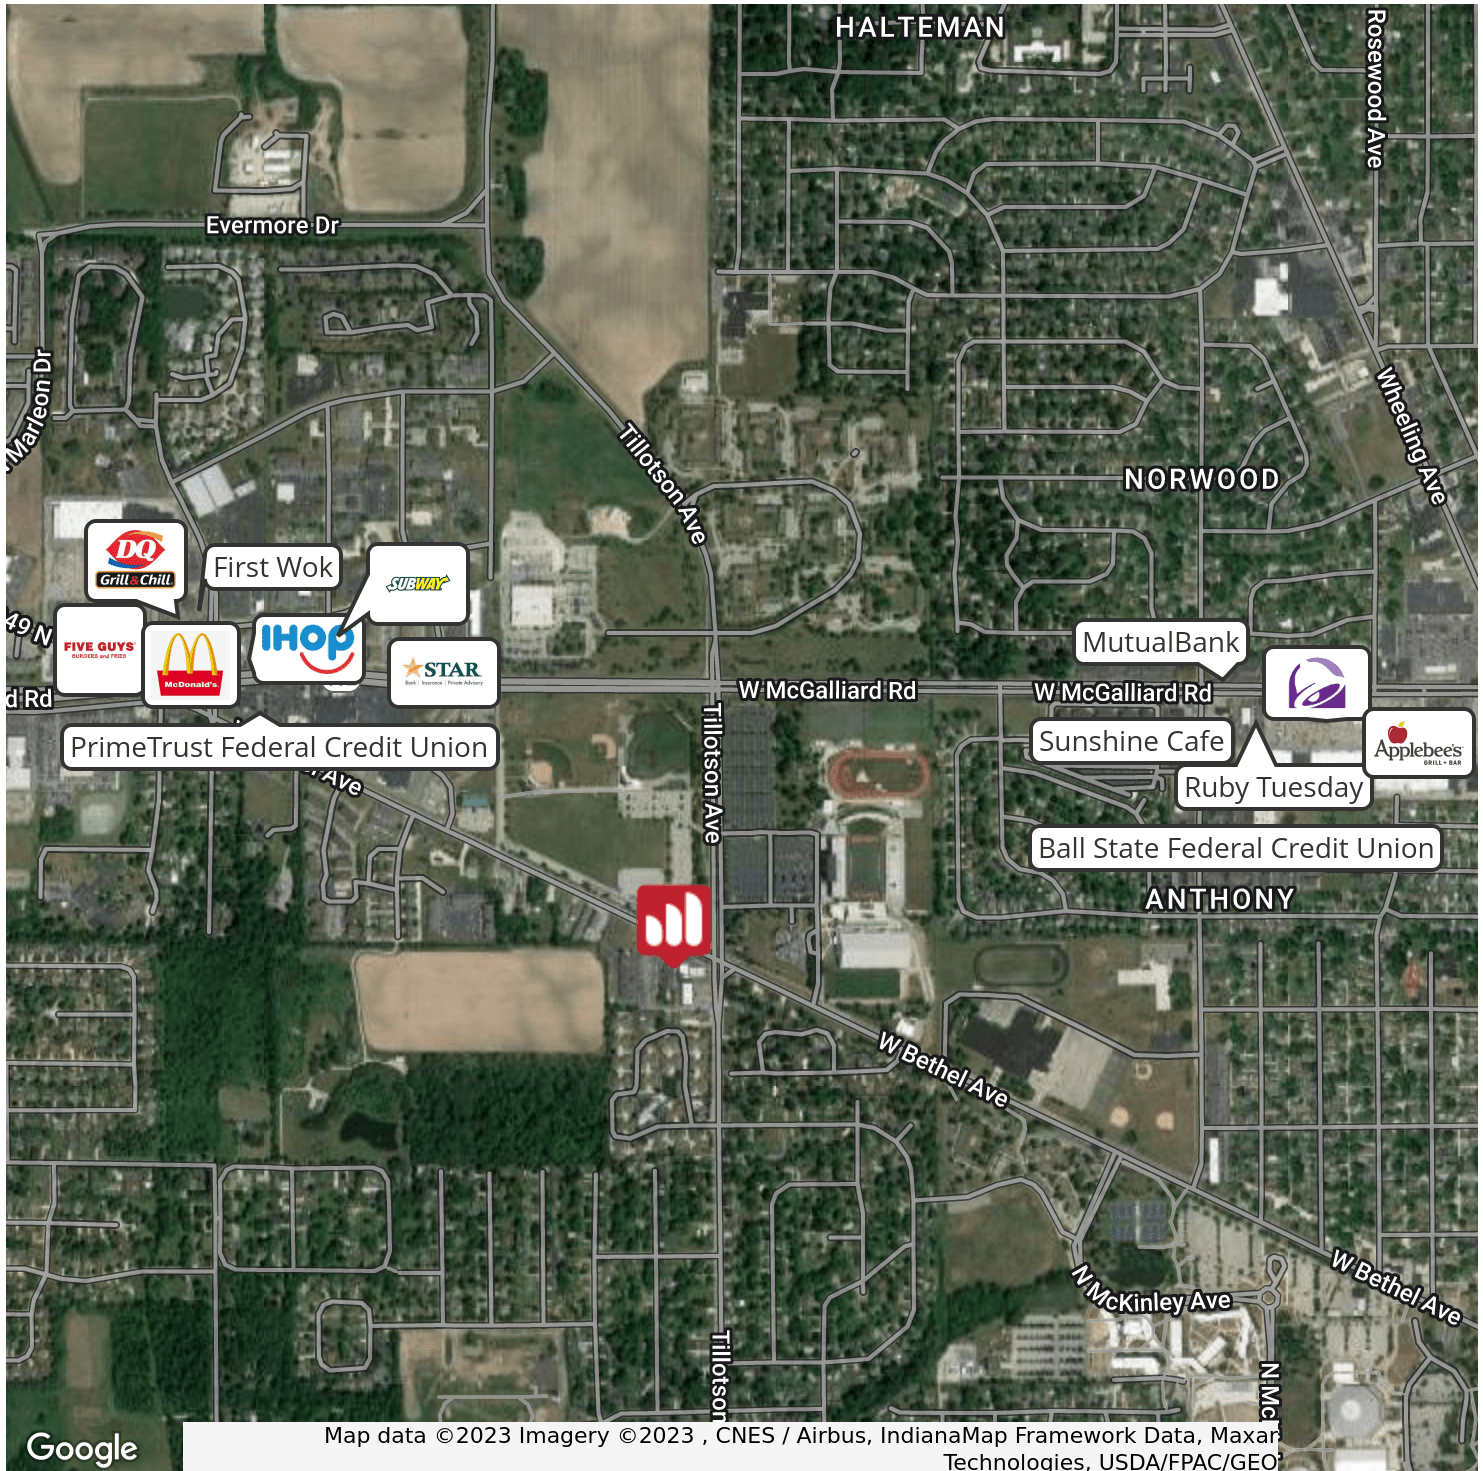 HALTEMAN
Rosewood Ave
Evermore Dr
Marleon Dr
Tillotson Ave
Wheeling Ave
NORWOOD
DQ
Grill & Chill
First Wok
SUBWAY
49 N
FIVE GUYS
BURGERS and FRIES
McDonald's
IHOP
STAR
Bank | Insurance | Private Advisory
MutualBank
d Rd
W McGalliard Rd
W McGalliard Rd
PrimeTrust Federal Credit Union
Tillotson Ave
Sunshine Cafe
Applebee's
GRILL + BAR
Ave
Ruby Tuesday
Ball State Federal Credit Union
ANTHONY
W Bethel Ave
W Bethel Ave
N McKinley Ave
Tillotson
N Mc
Google
Map data ©2023 Imagery ©2023 , CNES / Airbus, IndianaMap Framework Data, Maxar
Technologies, USDA/FPAC/GEO